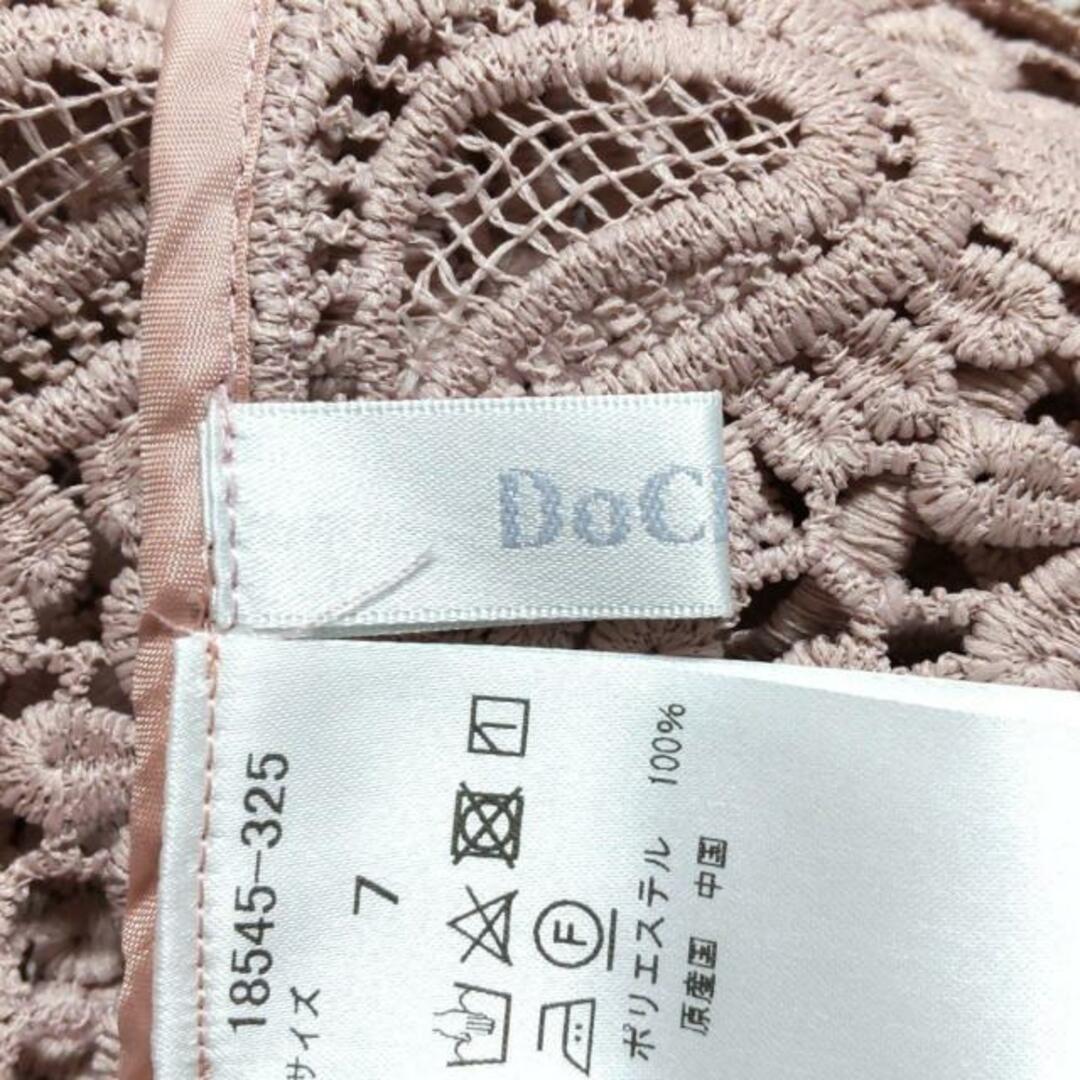 DoCl
18545-325
サイズ
7
F
ポリエステル 100%
原産国 中国